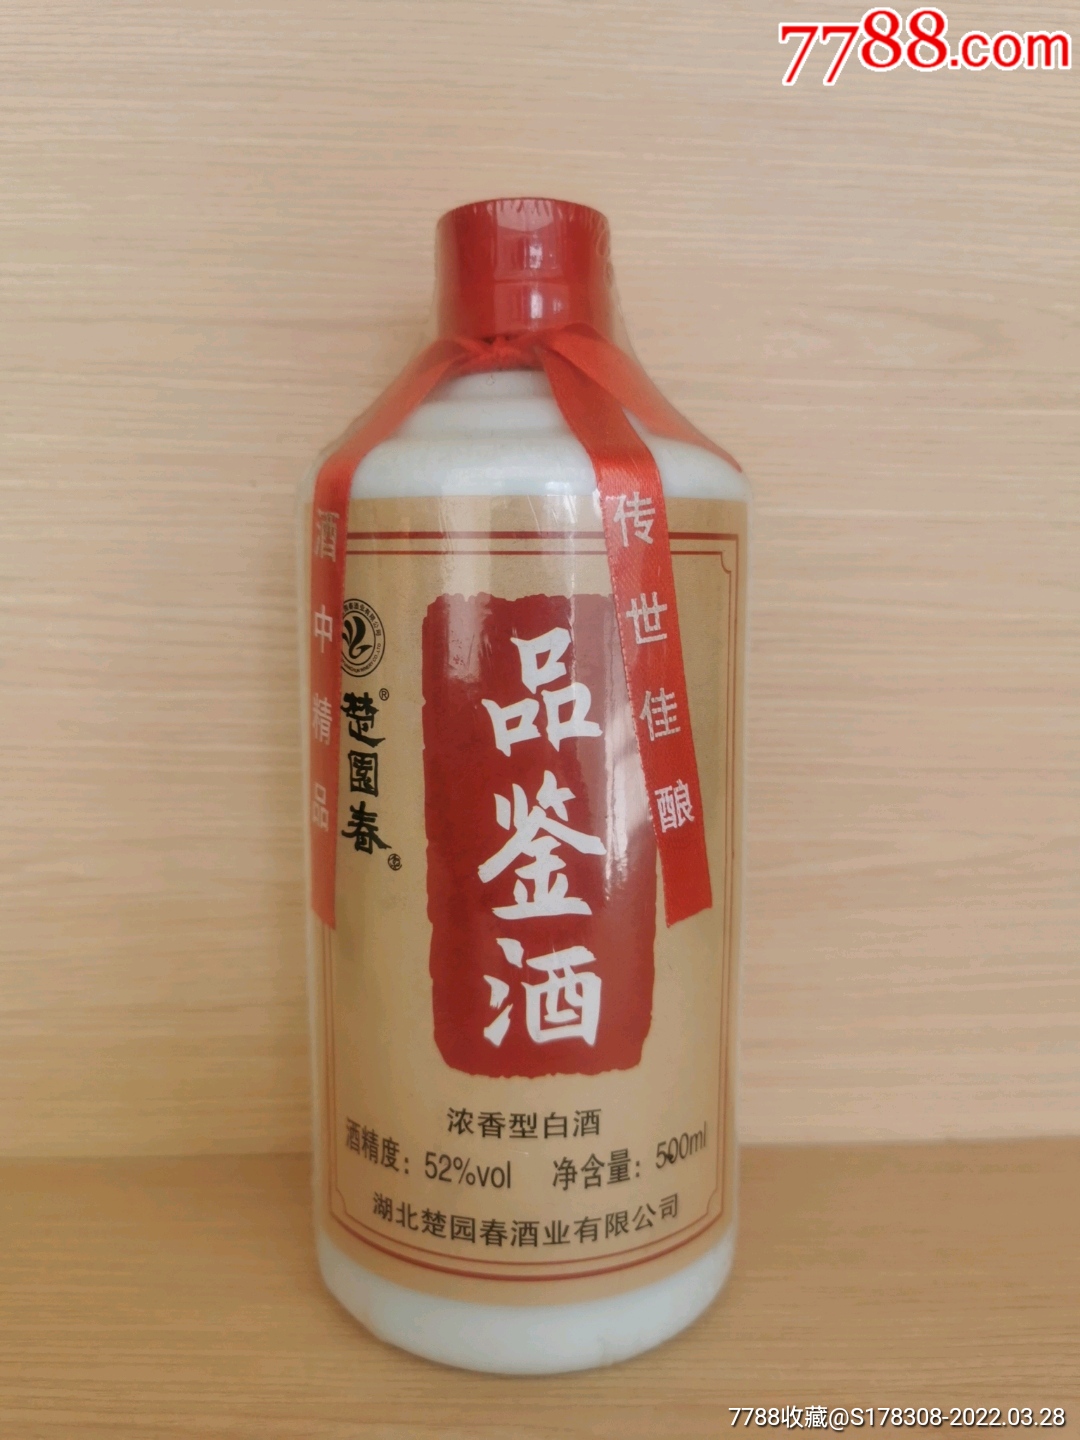 7788.com
酒中精品
传世佳酿
楚園春
®
品鉴酒
浓香型白酒
酒精度：52%vol 净含量：500ml
湖北楚园春酒业有限公司
7788收藏@S178308-2022.03.28